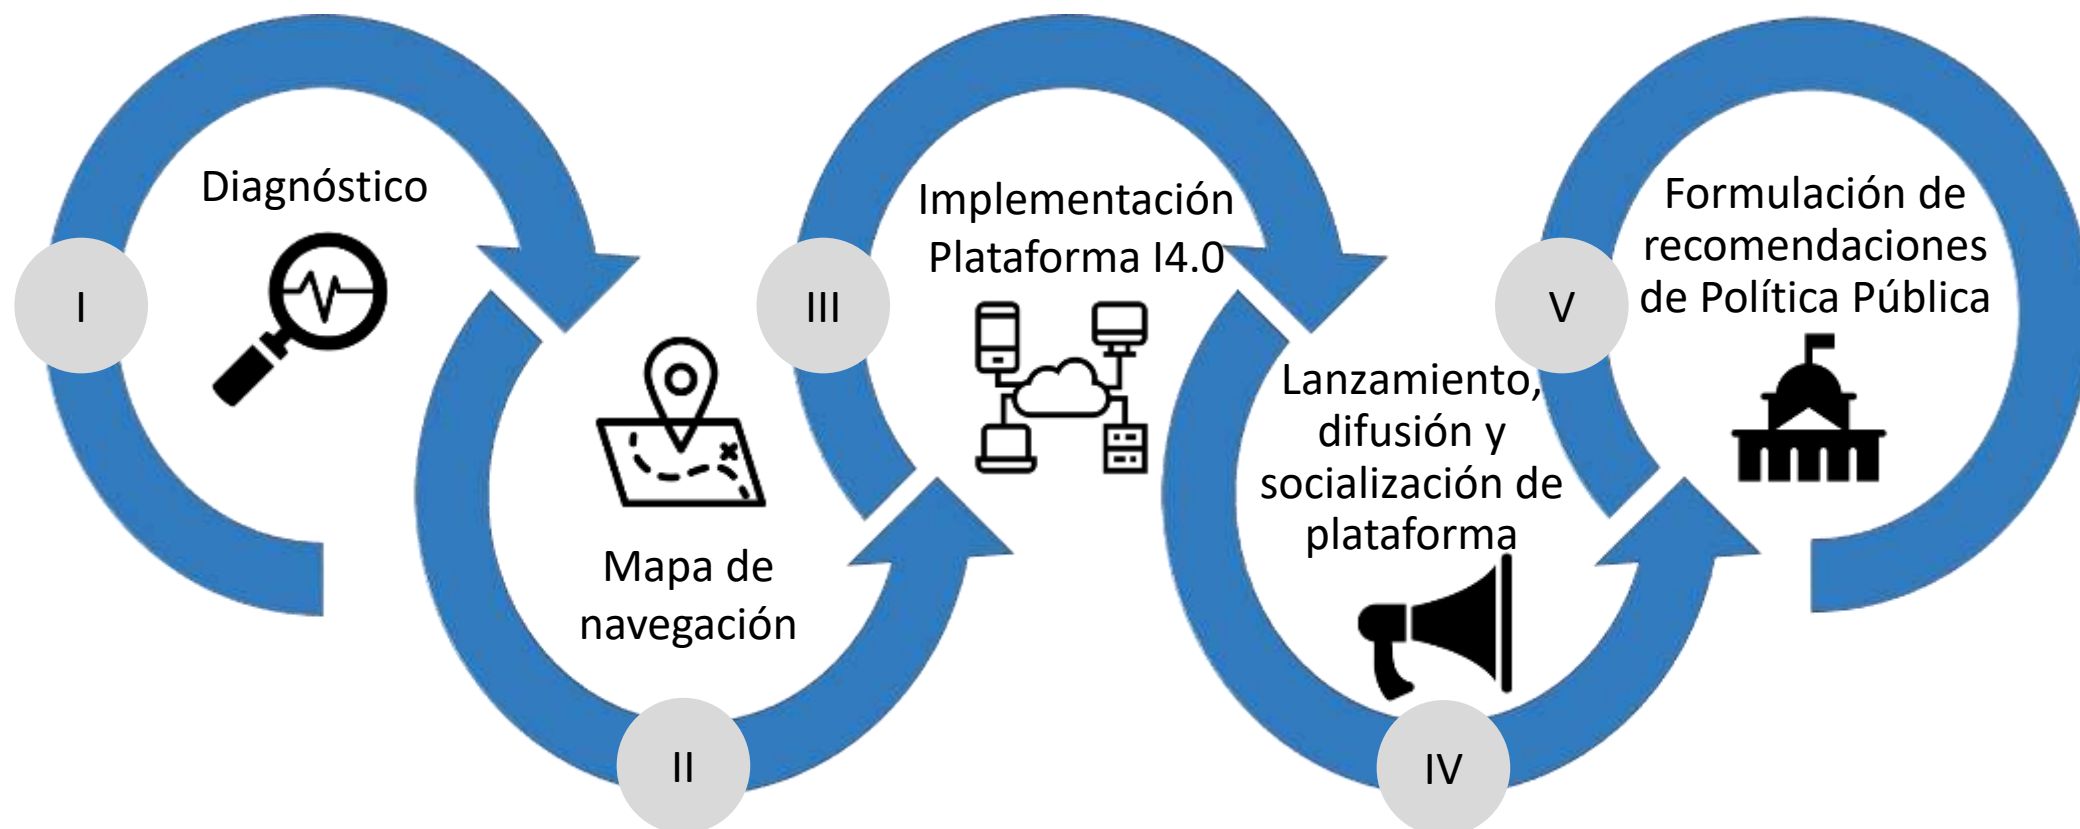 I
Diagnóstico
II
Mapa de
navegación
III
Implementación
Plataforma I4.0
IV
Lanzamiento,
difusión y
socialización de
plataforma
V
Formulación de
recomendaciones
de Política Pública